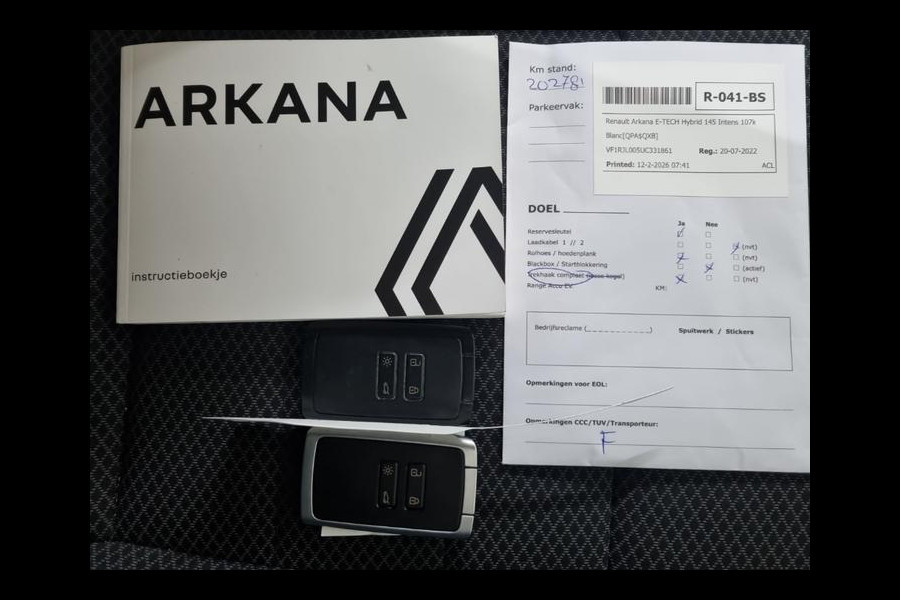 ARKANA
instructieboekje
Km stand:
202781
Parkeervak:
R-041-BS
Renault Arkana E-TECH Hybrid 145 Intens 107k
Blanc[QPA$QXB]
VF1RJL005UC331861 Reg.: 20-07-2022
Printed: 12-2-2026 07:41 ACL
DOEL
Ja Nee
Reservesleutel
Laadkabel 1 // 2 (nvt)
Rolhoes / hoedenplank (nvt)
Blackbox / Startblokkering (actief)
Trekhaak compleet (nvt)
Range Accu EV. KM:
Bedrijfsreclame ( ) Spuitwerk / Stickers
Opmerkingen voor EOL:
Opmerkingen CCC/TUV/Transporteur:
F